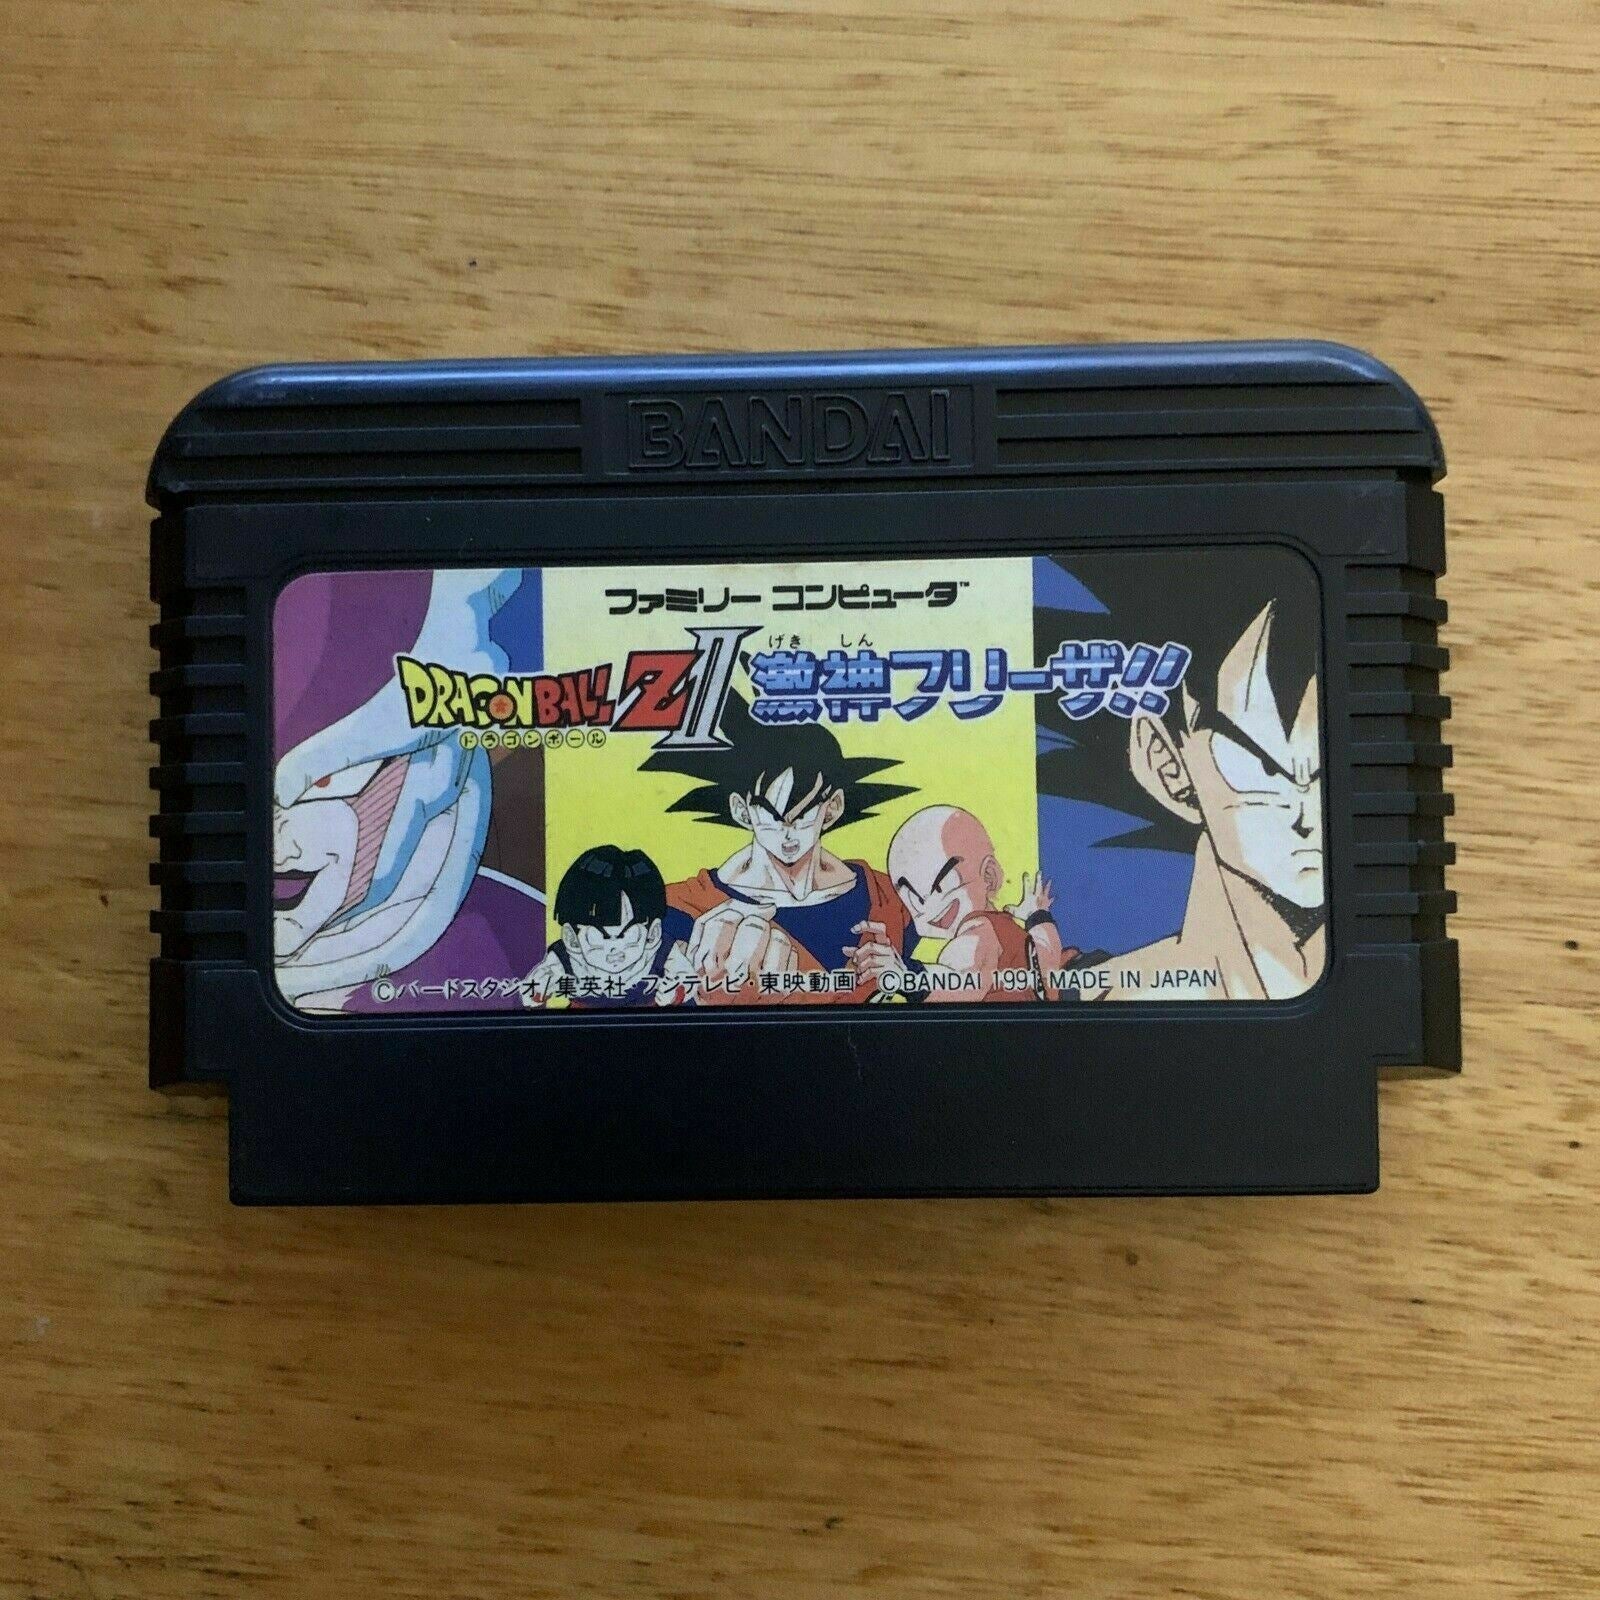 BANDAI
ファミリー コンピュータ™
げき しん
DRAGON BALL Z II 激神フリーザ!!
ドラゴンボール
©バードスタジオ/集英社・フジテレビ・東映動画 ©BANDAI 1991 MADE IN JAPAN